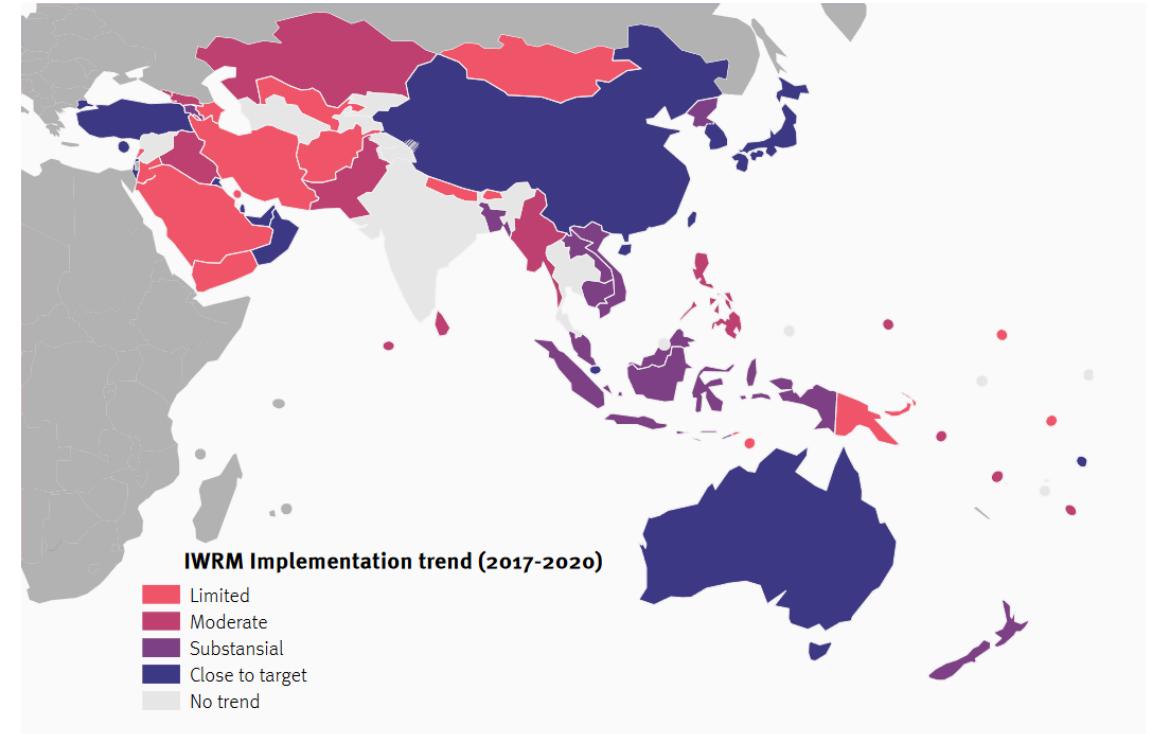 IWRM Implementation trend (2017-2020)
Limited
Moderate
Substansial
Close to target
No trend